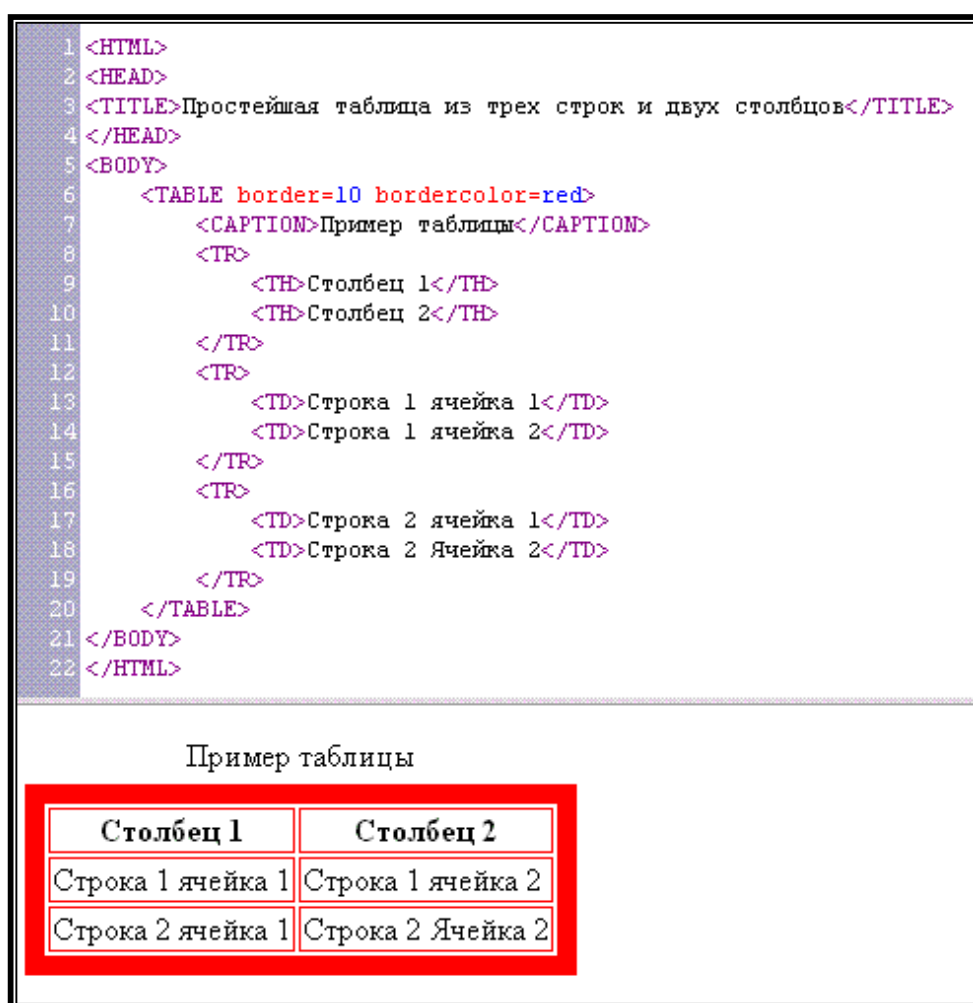 1 <HTML>
2 <HEAD>
3 <TITLE>Простейшая таблица из трех строк и двух столбцов</TITLE>
4 </HEAD>
5 <BODY>
6 <TABLE border=10 bordercolor=red>
7 <CAPTION>Пример таблицы</CAPTION>
8 <TR>
9 <TH>Столбец 1</TH>
10 <TH>Столбец 2</TH>
11 </TR>
12 <TR>
13 <TD>Строка 1 ячейка 1</TD>
14 <TD>Строка 1 ячейка 2</TD>
15 </TR>
16 <TR>
17 <TD>Строка 2 ячейка 1</TD>
18 <TD>Строка 2 Ячейка 2</TD>
19 </TR>
20 </TABLE>
21 </BODY>
22 </HTML>
Пример таблицы
Столбец 1 Столбец 2
Строка 1 ячейка 1 Строка 1 ячейка 2
Строка 2 ячейка 1 Строка 2 Ячейка 2